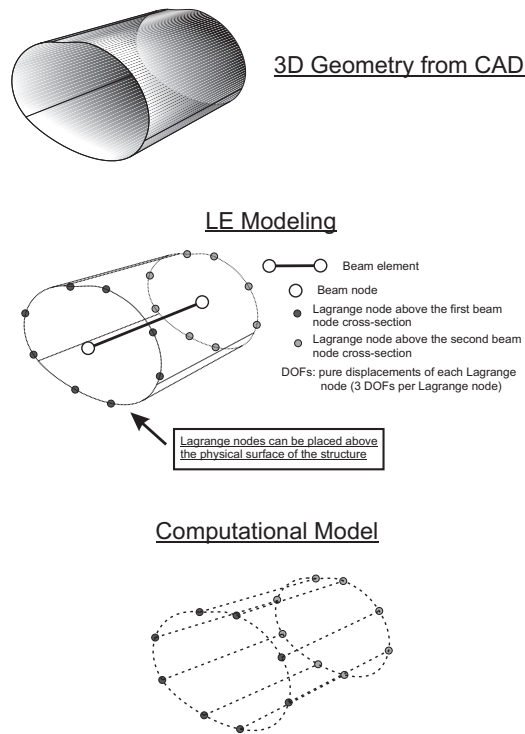 3D Geometry from CAD
LE Modeling
Beam element
Beam node
Lagrange node above the first beam
node cross-section
Lagrange node above the second beam
node cross-section
DOFs: pure displacements of each Lagrange
node (3 DOFs per Lagrange node)
Lagrange nodes can be placed above
the physical surface of the structure
Computational Model